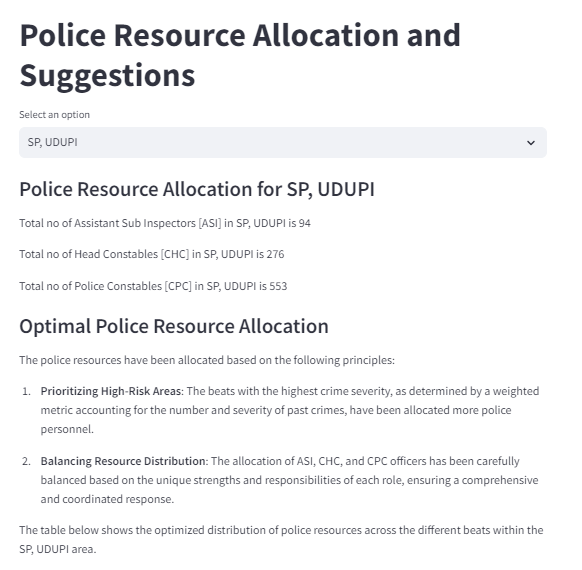 Police Resource Allocation and
Suggestions
Select an option
SP, UDUPI
Police Resource Allocation for SP, UDUPI
Total no of Assistant Sub Inspectors [ASI] in SP, UDUPI is 94
Total no of Head Constables [CHC] in SP, UDUPI is 276
Total no of Police Constables [CPC] in SP, UDUPI is 553
Optimal Police Resource Allocation
The police resources have been allocated based on the following principles:
1. Prioritizing High-Risk Areas: The beats with the highest crime severity, as determined by a weighted
metric accounting for the number and severity of past crimes, have been allocated more police
personnel.
2. Balancing Resource Distribution: The allocation of ASI, CHC, and CPC officers has been carefully
balanced based on the unique strengths and responsibilities of each role, ensuring a comprehensive
and coordinated response.
The table below shows the optimized distribution of police resources across the different beats within the
SP, UDUPI area.